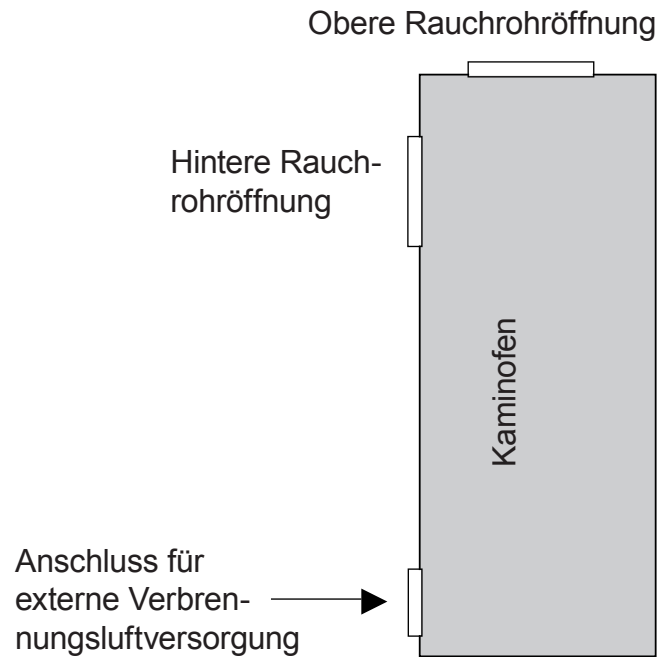 Obere Rauchrohröffnung
Hintere Rauch-
rohröffnung
Kaminofen
Anschluss für
externe Verbren-
nungsluftversorgung